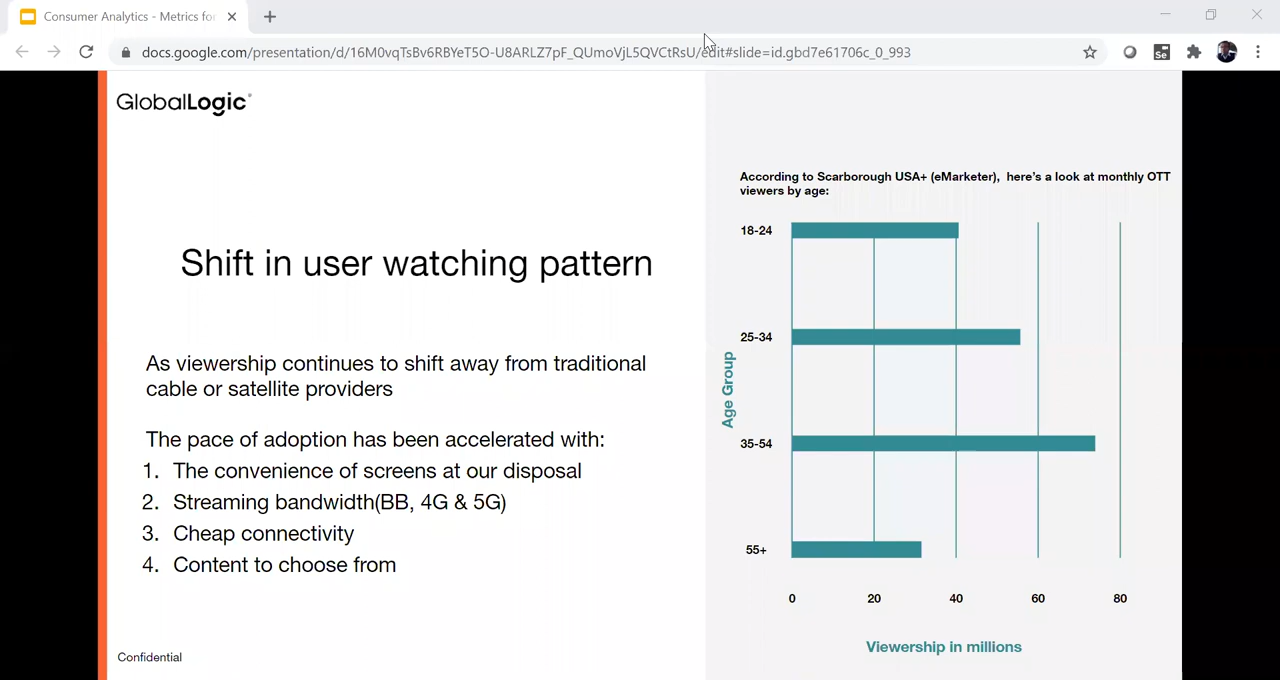 Consumer Analytics - Metrics for
docs.google.com/presentation/d/16M0vqTsBv6RBYeT5O-U8ARLZ7pF_QUmoVjL5QVCtRsU/edit#slide=id.gbd7e61706c_0_993
Se
GlobalLogic
Shift in user watching pattern
As viewership continues to shift away from traditional
cable or satellite providers
The pace of adoption has been accelerated with:
1. The convenience of screens at our disposal
2. Streaming bandwidth(BB, 4G & 5G)
3. Cheap connectivity
4. Content to choose from
Confidential
According to Scarborough USA+ (eMarketer), here's a look at monthly OTT
viewers by age:
Age Group
18-24
25-34
35-54
55+
0 20 40 60 80
Viewership in millions